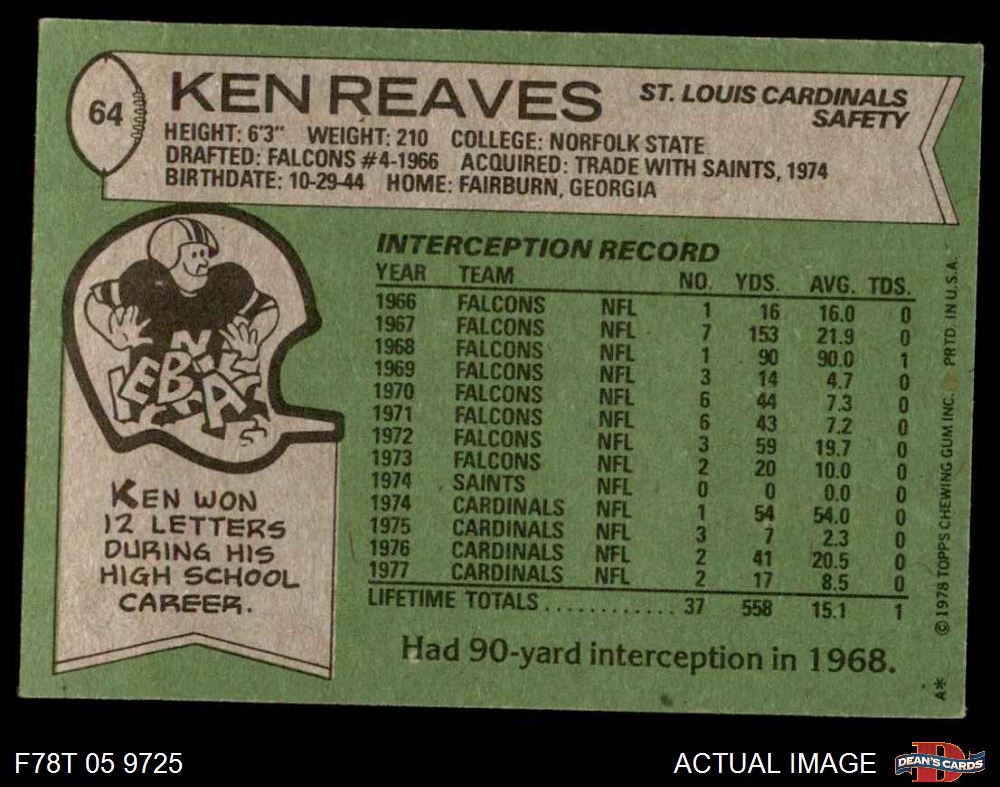 64
KEN REAVES
ST. LOUIS CARDINALS
SAFETY
HEIGHT: 6'3" WEIGHT: 210 COLLEGE: NORFOLK STATE
DRAFTED: FALCONS #4-1966 ACQUIRED: TRADE WITH SAINTS, 1974
BIRTHDATE: 10-29-44 HOME: FAIRBURN, GEORGIA
INTERCEPTION RECORD
YEAR TEAM NO. YDS. AVG. TDS.
1966 FALCONS NFL 1 16 16.0 0
1967 FALCONS NFL 7 153 21.9 0
1968 FALCONS NFL 1 90 90.0 1
1969 FALCONS NFL 3 14 4.7 0
1970 FALCONS NFL 6 44 7.3 0
1971 FALCONS NFL 6 43 7.2 0
1972 FALCONS NFL 3 59 19.7 0
1973 FALCONS NFL 2 20 10.0 0
1974 SAINTS NFL 0 0 0.0 0
1974 CARDINALS NFL 1 54 54.0 0
1975 CARDINALS NFL 3 7 2.3 0
1976 CARDINALS NFL 2 41 20.5 0
1977 CARDINALS NFL 2 17 8.5 0
LIFETIME TOTALS............ 37 558 15.1 1
Had 90-yard interception in 1968.
KEN WON
12 LETTERS
DURING HIS
HIGH SCHOOL
CAREER.
A* © 1978 TOPPS CHEWING GUM INC. PRTD. IN U.S.A.
F78T 05 9725
ACTUAL IMAGE
DEAN'S CARDS